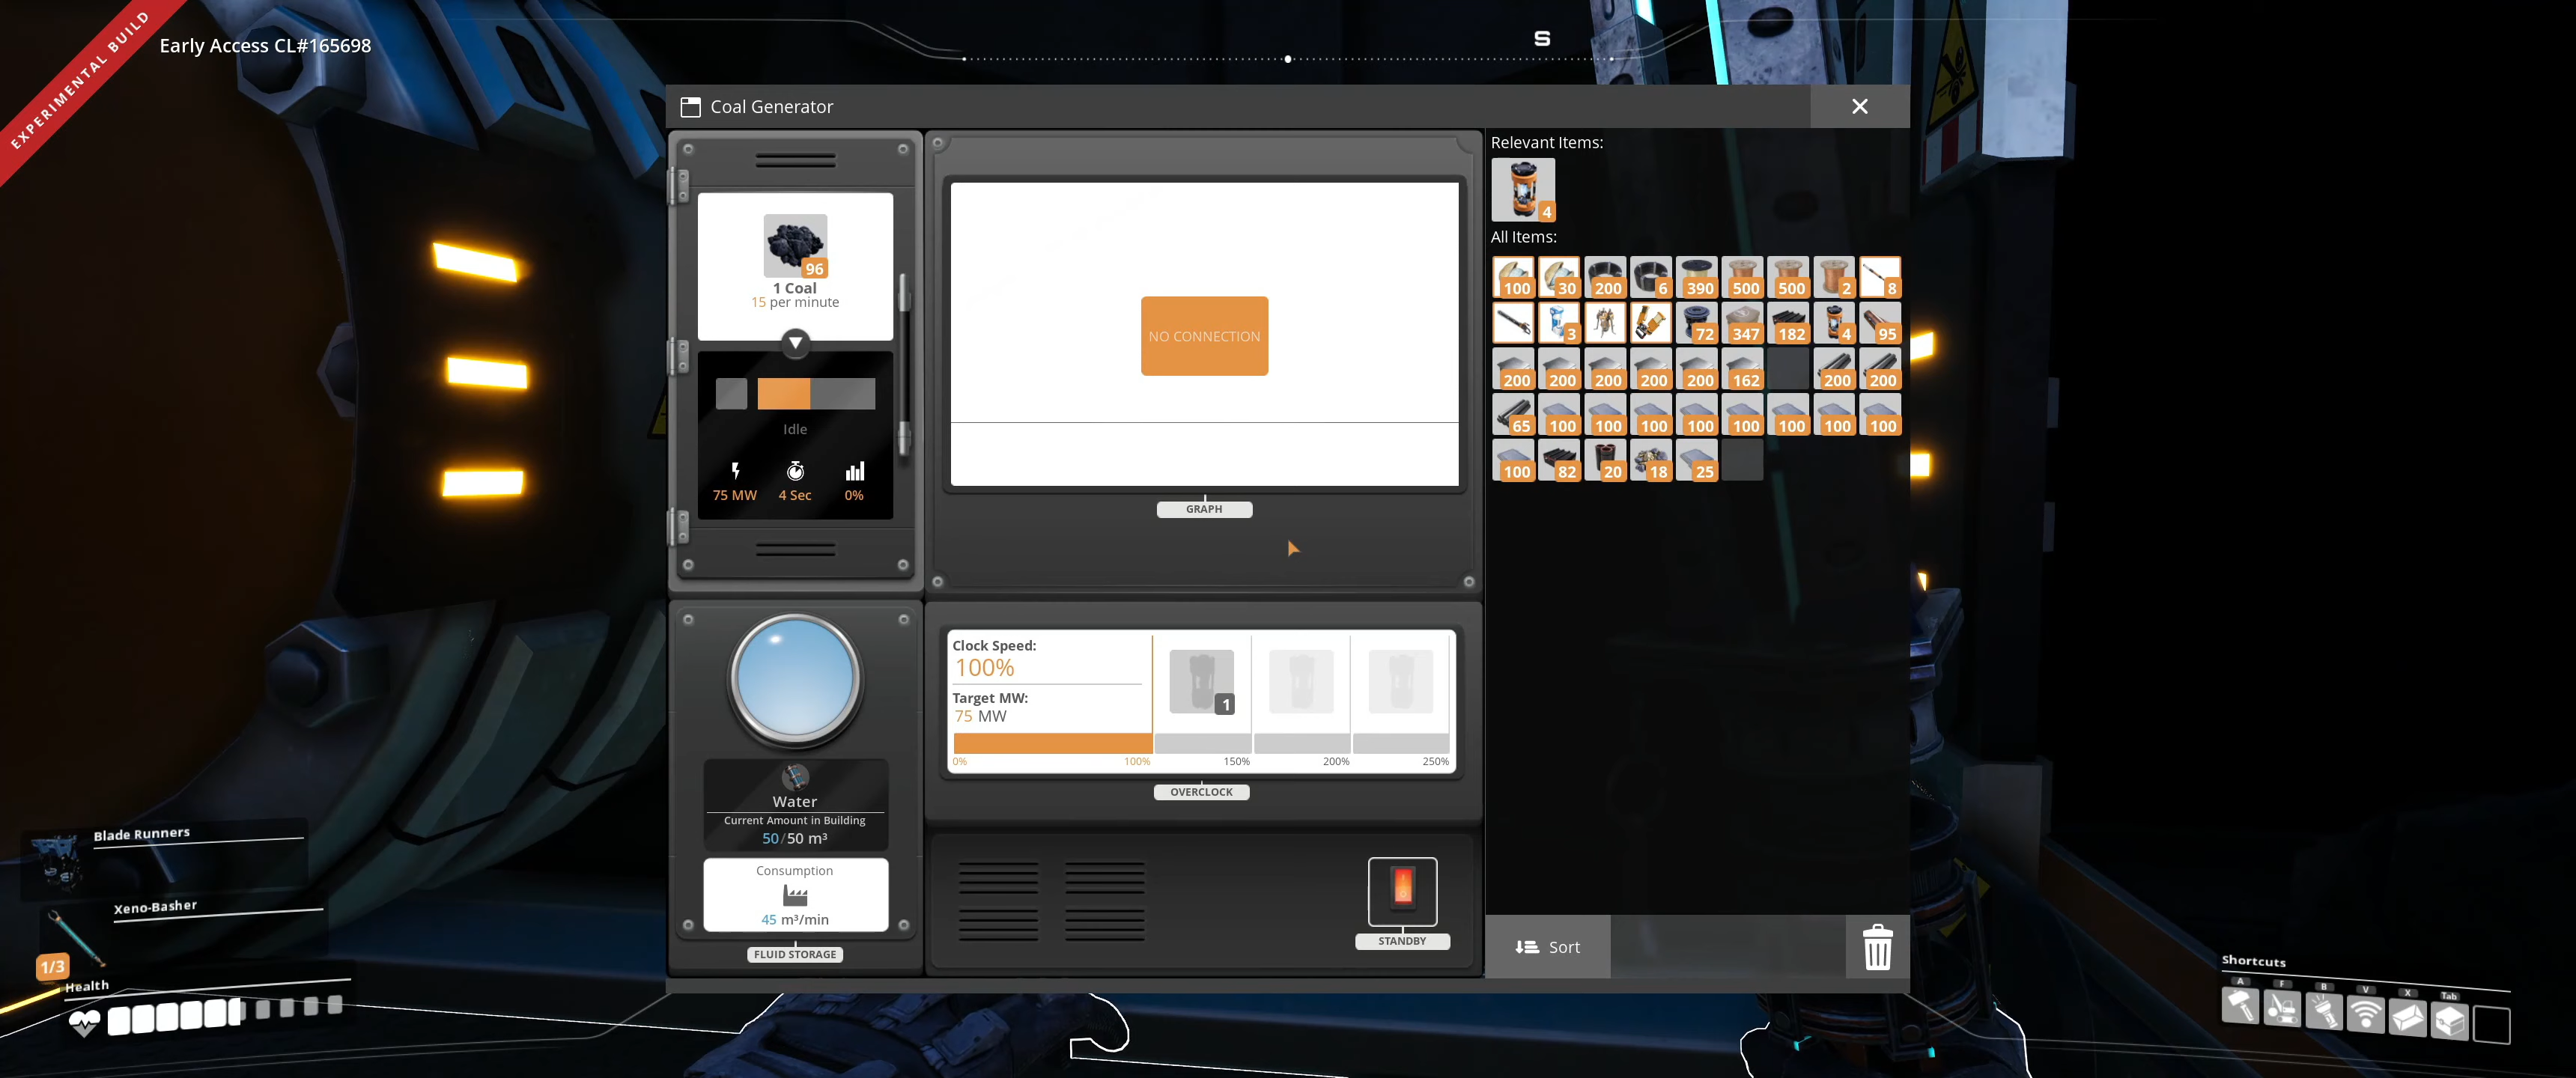 EXPERIMENTAL BUILD
Early Access CL#165698
S
Coal Generator
96
1 Coal
15 per minute
Idle
75 MW 4 Sec 0%
NO CONNECTION
GRAPH
Clock Speed:
100%
Target MW:
75 MW
1
0% 100% 150% 200% 250%
OVERCLOCK
Water
Current Amount in Building
50/50 m³
Consumption
45 m³/min
FLUID STORAGE
STANDBY
Relevant Items:
4
All Items:
100 30 200 6 390 500 500 2 8
3 72 347 182 4 95
200 200 200 200 200 162 200 200
65 100 100 100 100 100 100 100 100
100 82 20 18 25
Sort
Blade Runners
Xeno-Basher
1/3
Health
Shortcuts
A F B V X Tab